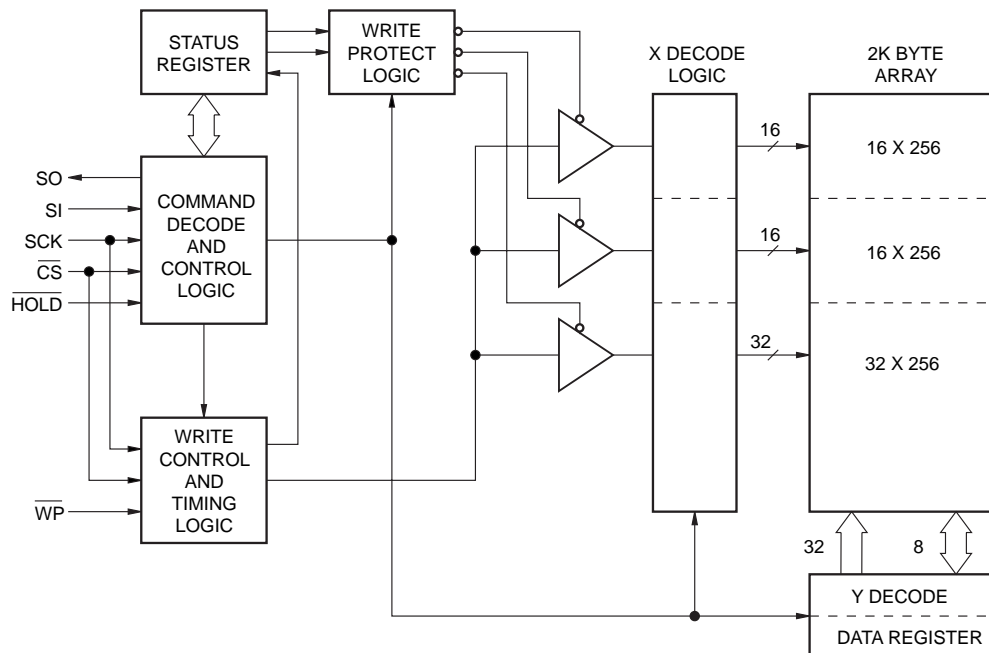 STATUS
REGISTER
WRITE
PROTECT
LOGIC
X DECODE
LOGIC
2K BYTE
ARRAY
COMMAND
DECODE
AND
CONTROL
LOGIC
SO
SI
SCK
CS
HOLD
WRITE
CONTROL
AND
TIMING
LOGIC
WP
16
16
32
16 X 256
16 X 256
32 X 256
32
8
Y DECODE
DATA REGISTER